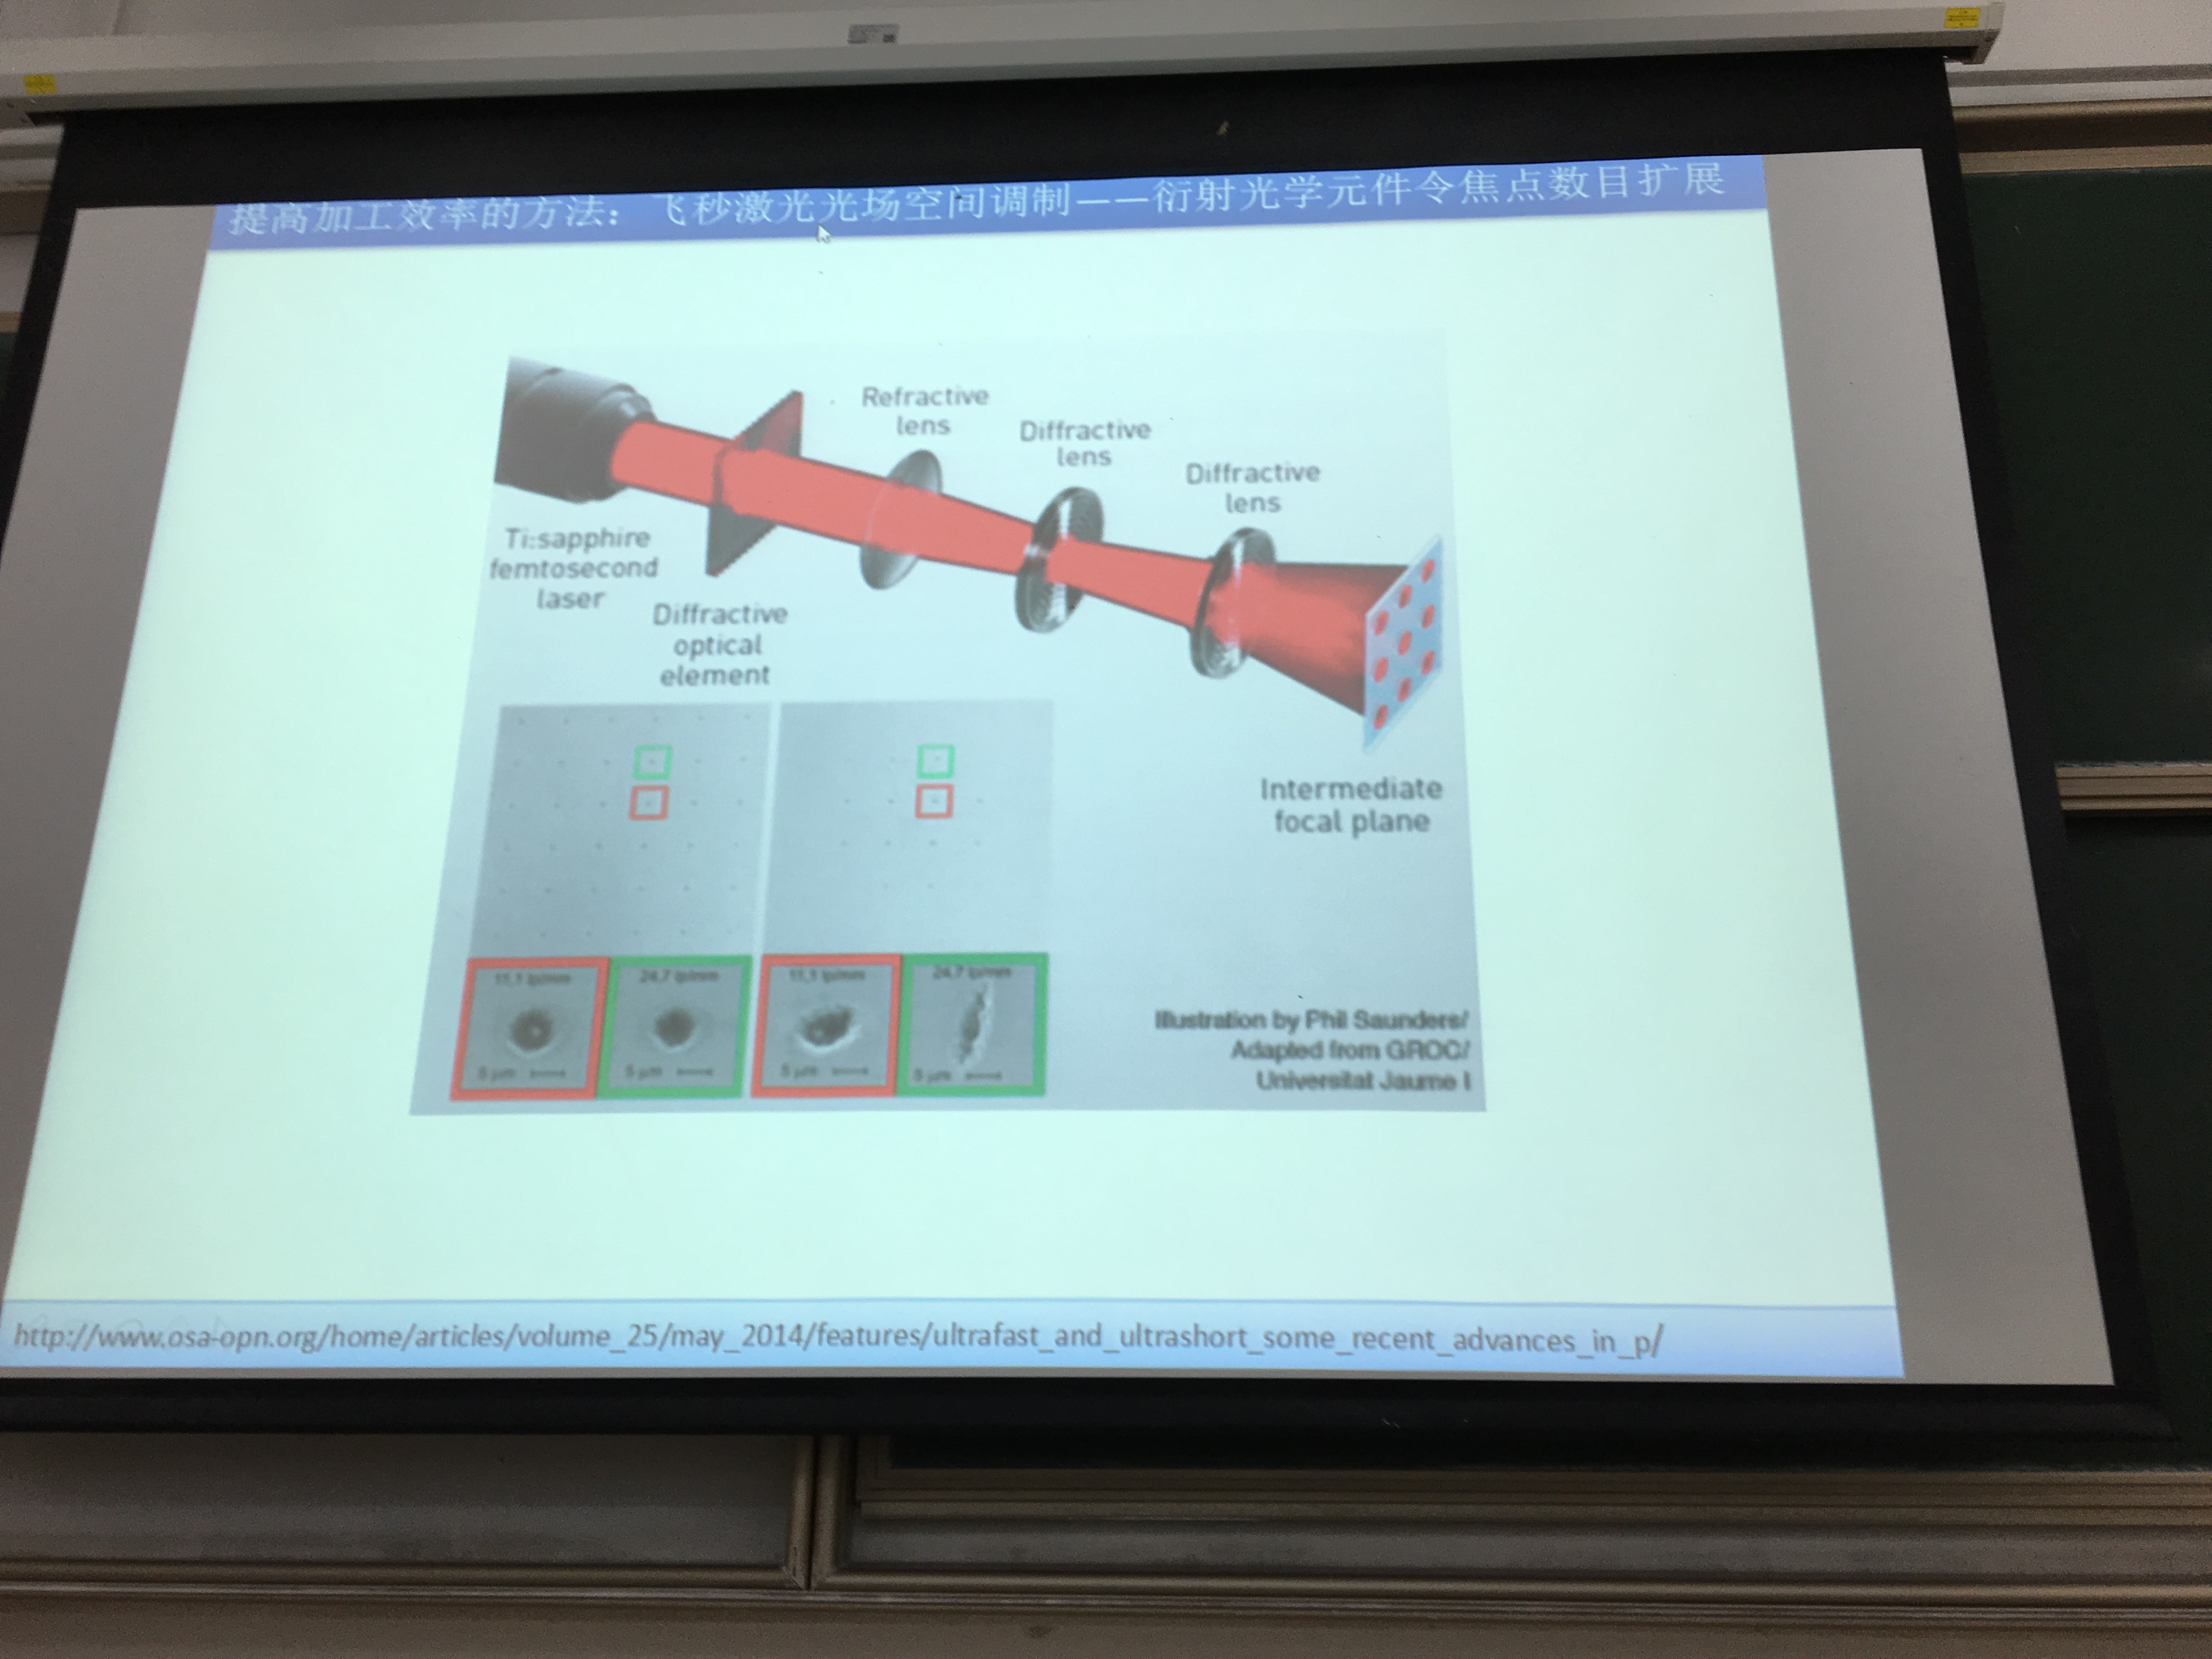 提高加工效率的方法：飞秒激光光场空间调制——衍射光学元件令焦点数目扩展
Refractive
lens
Diffractive
lens
Diffractive
lens
Ti:sapphire
femtosecond
laser
Diffractive
optical
element
Intermediate
focal plane
11,1 lp/mm
24,7 lp/mm
11,1 lp/mm
24,7 lp/mm
5 µm
5 µm
5 µm
5 µm
Illustration by Phil Saunders/
Adapted from GROC/
Universitat Jaume I
http://www.osa-opn.org/home/articles/volume_25/may_2014/features/ultrafast_and_ultrashort_some_recent_advances_in_p/